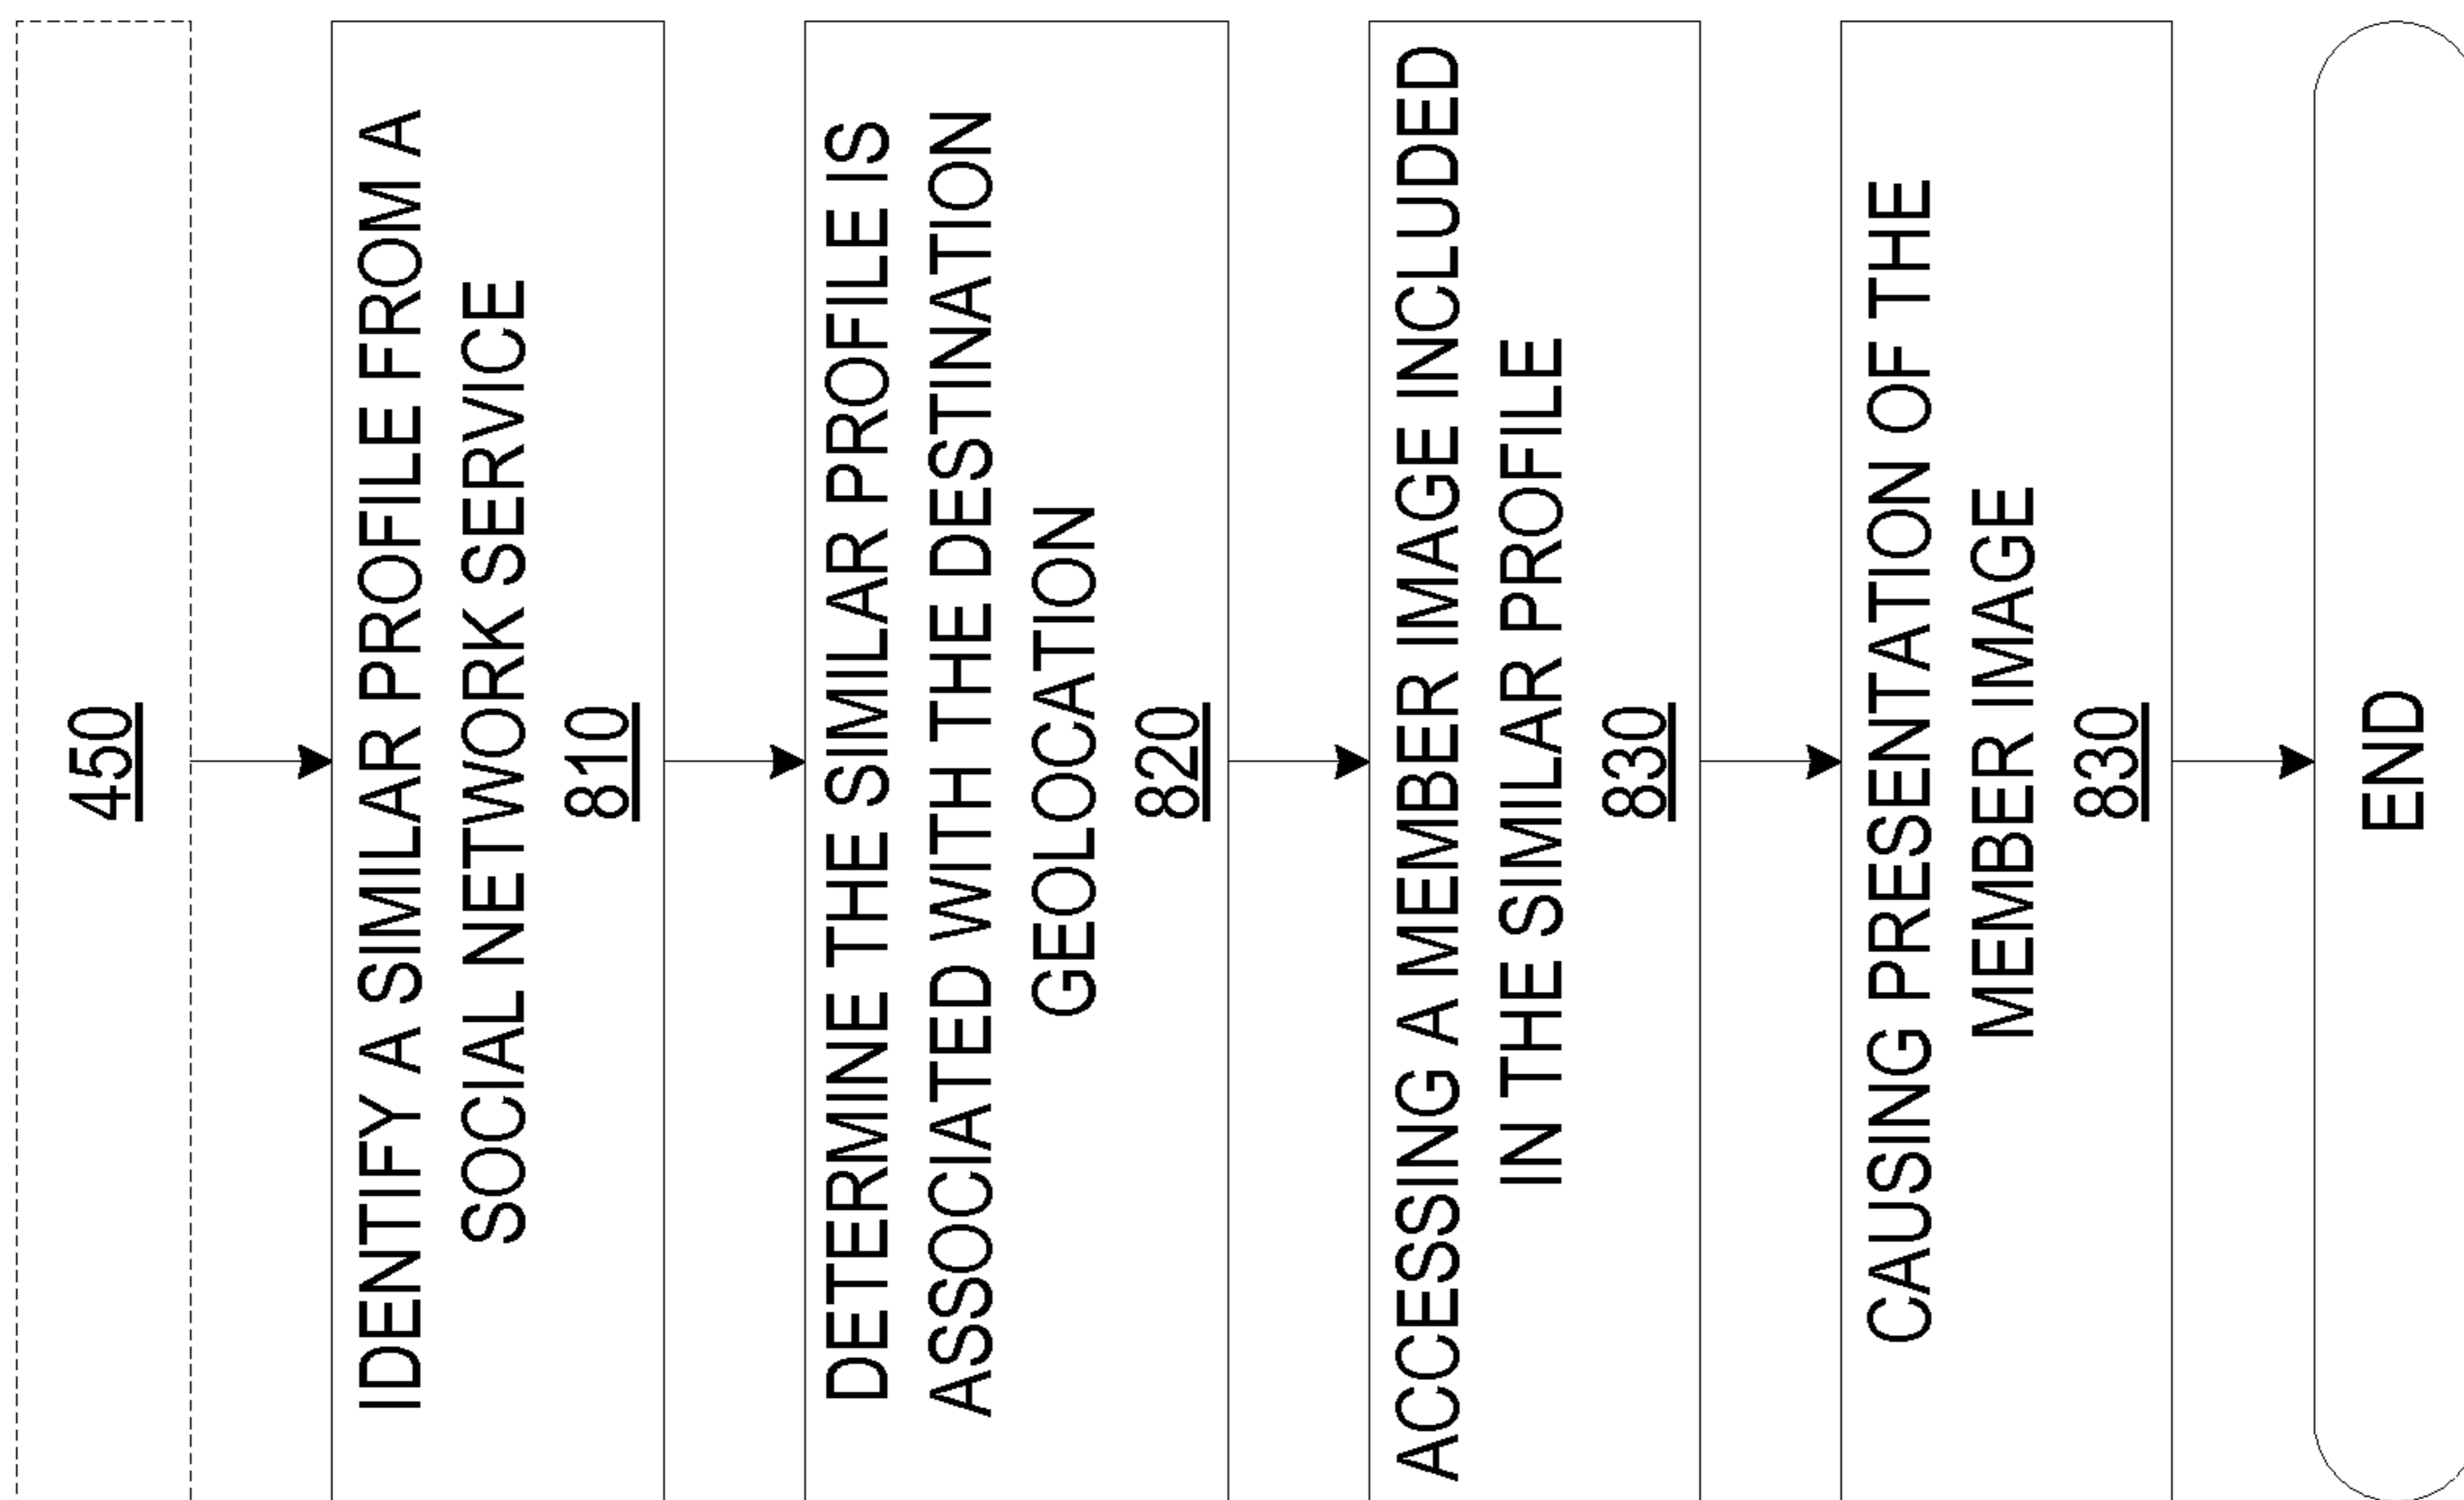 450
IDENTIFY A SIMILAR PROFILE FROM A
SOCIAL NETWORK SERVICE
810
DETERMINE THE SIMILAR PROFILE IS
ASSOCIATED WITH THE DESTINATION
GEOLOCATION
820
ACCESSING A MEMBER IMAGE INCLUDED
IN THE SIMILAR PROFILE
830
CAUSING PRESENTATION OF THE
MEMBER IMAGE
830
END